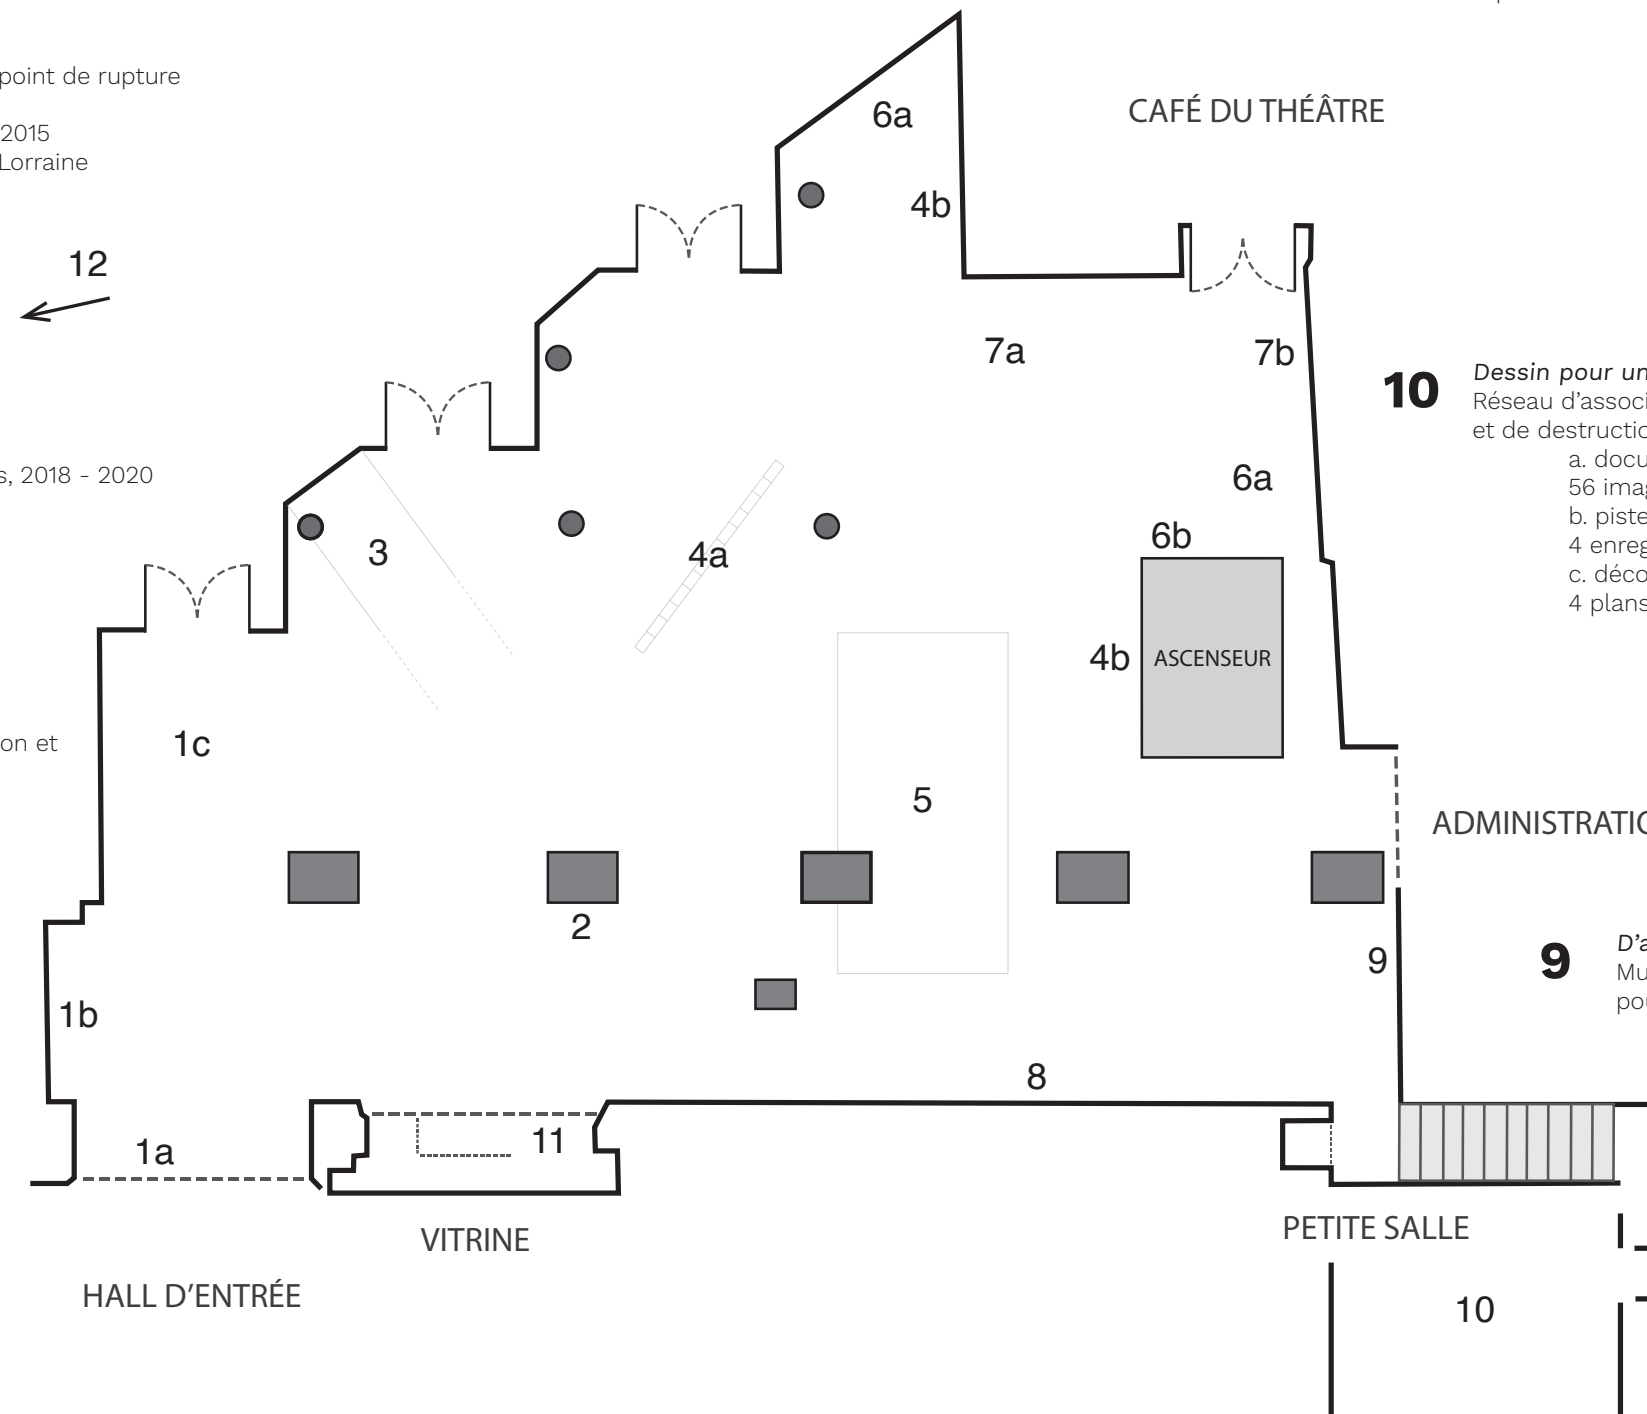 point de rupture
2015
Lorraine
12
s, 2018 - 2020
on et
CAFÉ DU THÉÂTRE
6a
4b
7a
7b
6a
6b
4b
ASCENSEUR
3
4a
1c
5
2
9
1b
8
1a
11
VITRINE
HALL D'ENTRÉE
PETITE SALLE
10
10
Dessin pour un
Réseau d'associ
et de destructio
a. docu
56 imag
b. piste
4 enreg
c. déco
4 plans
ADMINISTRATIO
9
D'a
Mu
pou